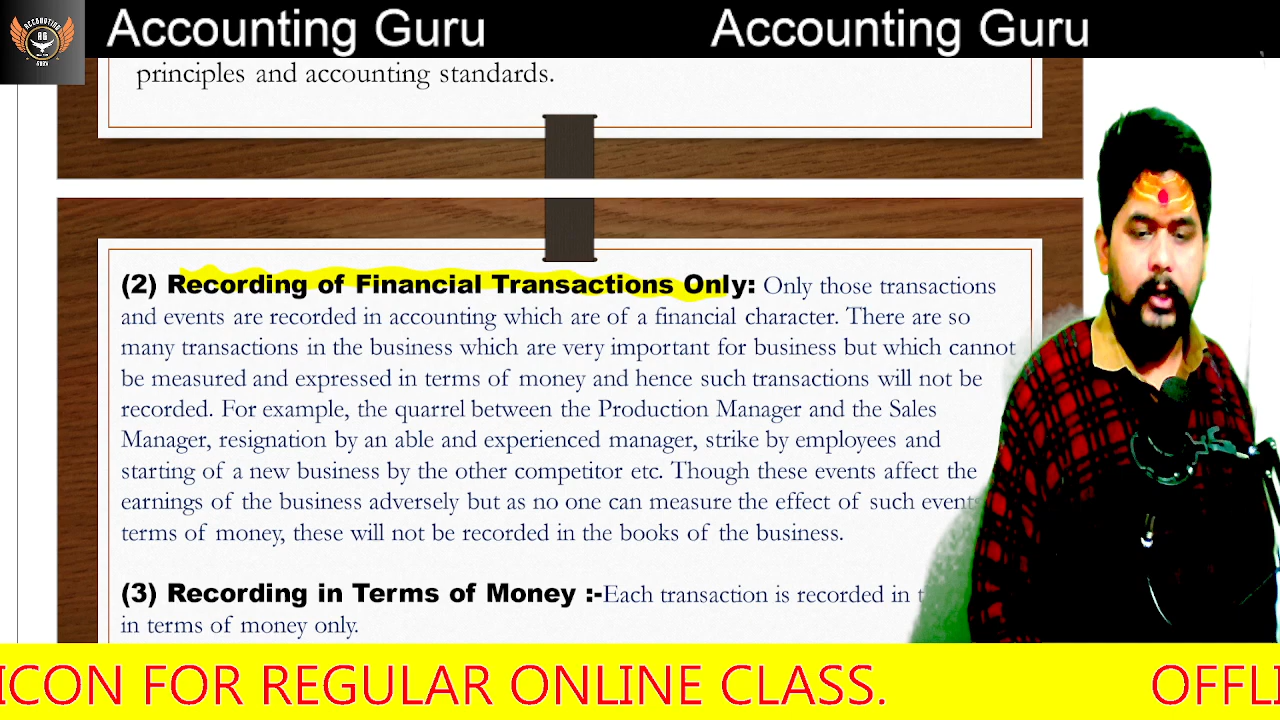 Accounting Guru Accounting Guru
ACCOUNTING
AG
GURU
principles and accounting standards.
(2) Recording of Financial Transactions Only: Only those transactions
and events are recorded in accounting which are of a financial character. There are so
many transactions in the business which are very important for business but which cannot
be measured and expressed in terms of money and hence such transactions will not be
recorded. For example, the quarrel between the Production Manager and the Sales
Manager, resignation by an able and experienced manager, strike by employees and
starting of a new business by the other competitor etc. Though these events affect the
earnings of the business adversely but as no one can measure the effect of such events
terms of money, these will not be recorded in the books of the business.
(3) Recording in Terms of Money :-Each transaction is recorded in
in terms of money only.
ICON FOR REGULAR ONLINE CLASS. OFFLI